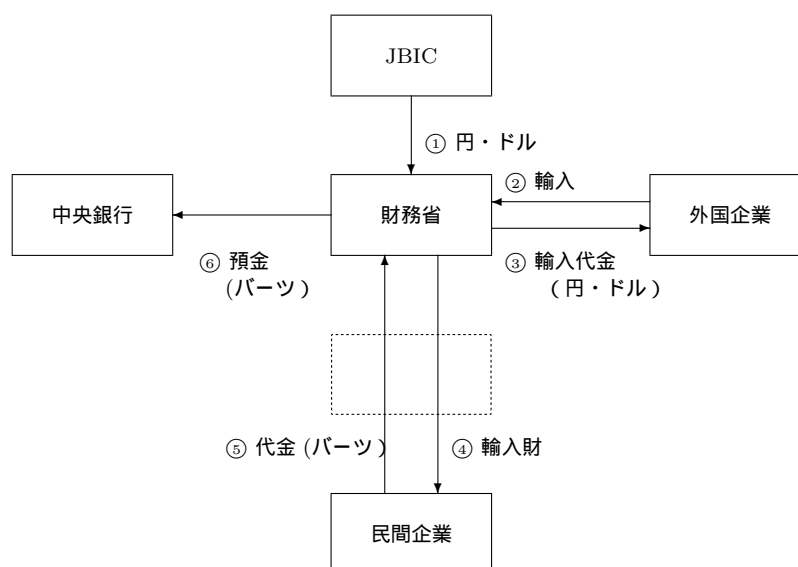 JBIC
① 円・ドル
② 輸入
中央銀行
財務省
外国企業
⑥ 預金
(バーツ)
③ 輸入代金
(円・ドル)
⑤ 代金 (バーツ)
④ 輸入財
民間企業